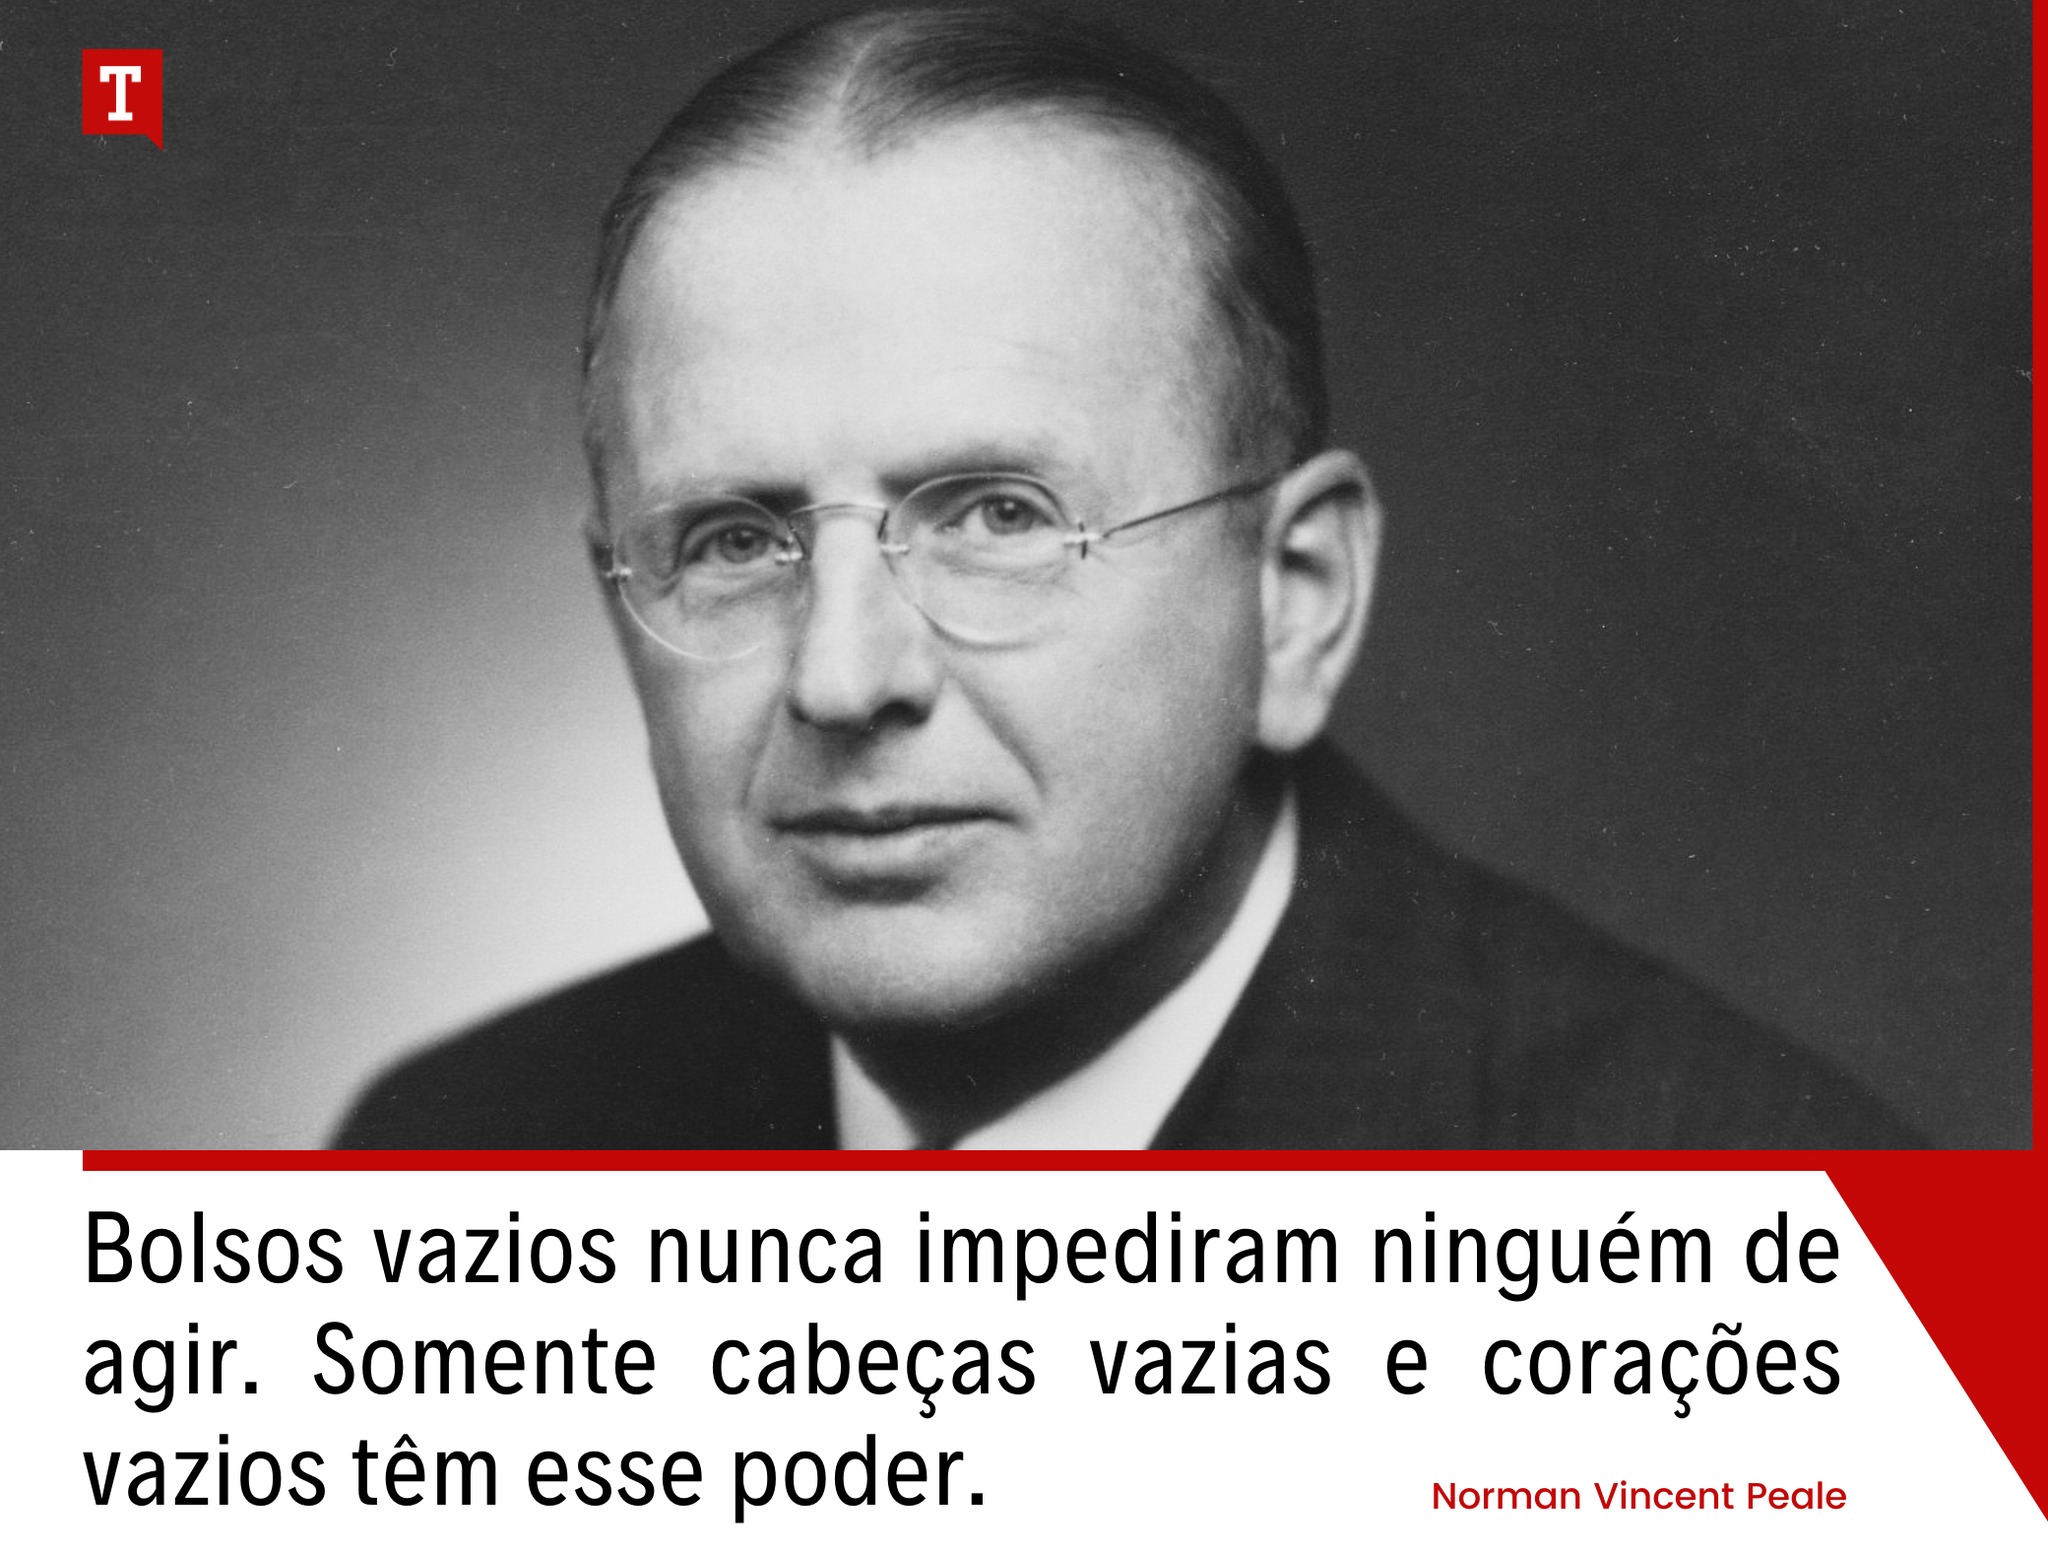 T
Bolsos vazios nunca impediram ninguém de
agir. Somente cabeças vazias e corações
vazios têm esse poder.
Norman Vincent Peale